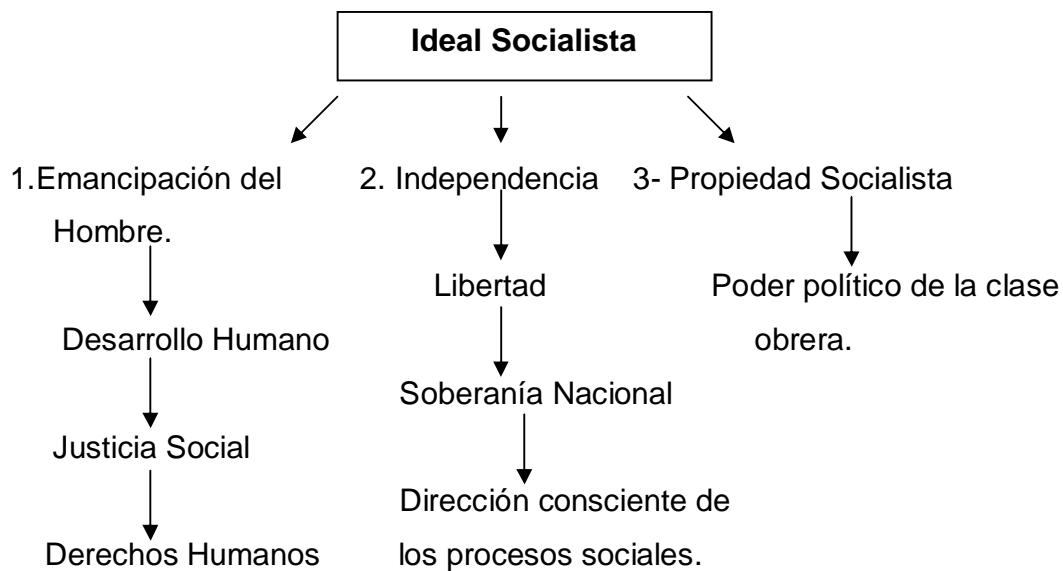 Ideal Socialista
1.Emancipación del
Hombre.
Desarrollo Humano
Justicia Social
Derechos Humanos
2. Independencia
Libertad
Soberanía Nacional
Dirección consciente de
los procesos sociales.
3- Propiedad Socialista
Poder político de la clase
obrera.